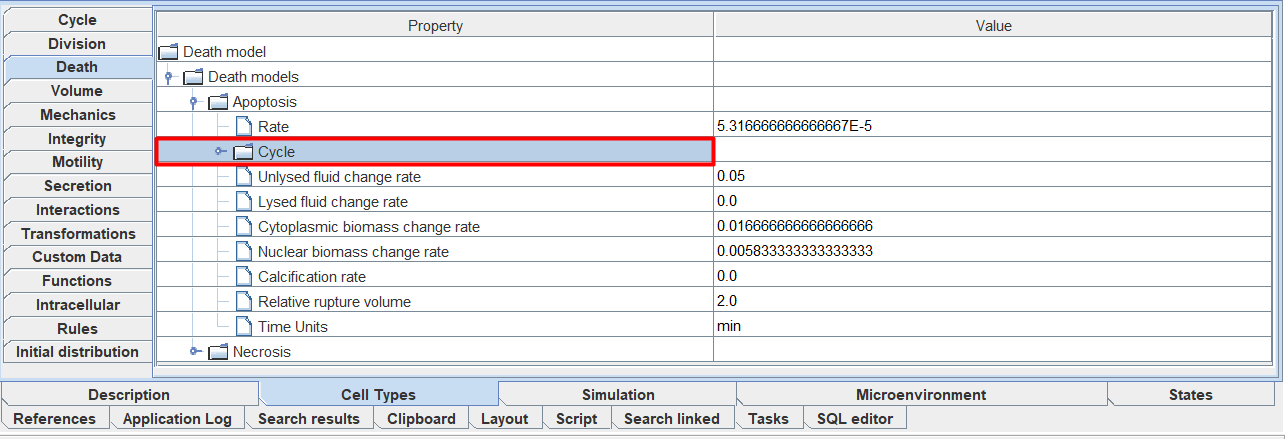 Cycle
Division
Death
Volume
Mechanics
Integrity
Motility
Secretion
Interactions
Transformations
Custom Data
Functions
Intracellular
Rules
Initial distribution
Property Value
Death model
Death models
Apoptosis
Rate 5.316666666666667E-5
Cycle
Unlysed fluid change rate 0.05
Lysed fluid change rate 0.0
Cytoplasmic biomass change rate 0.016666666666666666
Nuclear biomass change rate 0.005833333333333333
Calcification rate 0.0
Relative rupture volume 2.0
Time Units min
Necrosis
Description Cell Types Simulation Microenvironment States
References Application Log Search results Clipboard Layout Script Search linked Tasks SQL editor